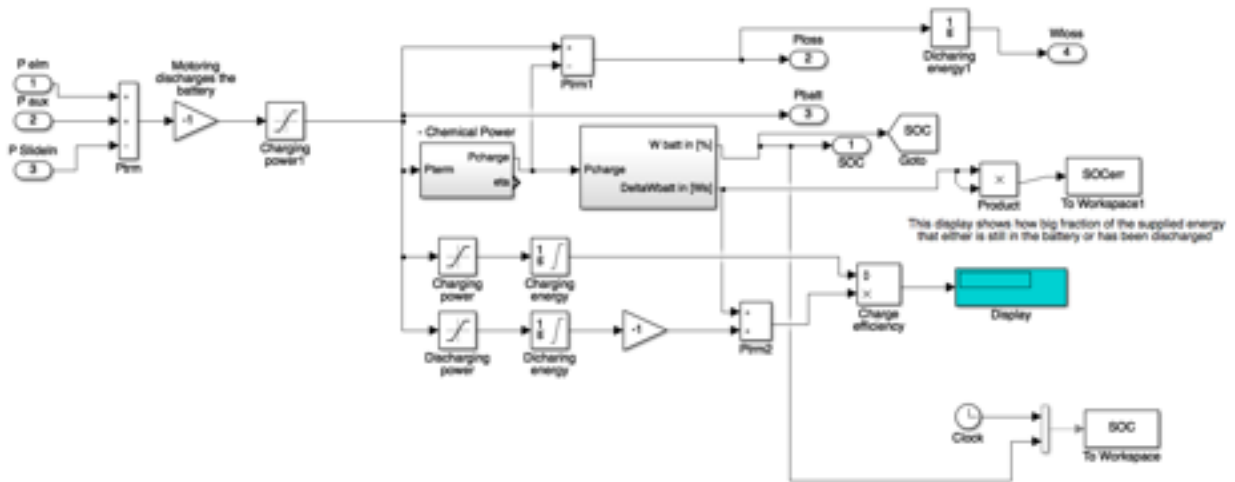 P elm
1
P aux
2
P SlideIn
3
+
+
-
Ptrm
Motoring
discharges the
battery
-1
Charging
power1
+
-
Ptrm1
Ploss
2
1
Dicharing
energy1
Wloss
4
Pbatt
3
- Chemical Power
Pterm
Pcharge
eta
Pcharge
W batt in [%]
DeltaWbatt in [Ws]
1
SOC
SOC
Goto
×
Product
SOCerr
To Workspace1
This display shows how big fraction of the supplied energy
that either is still in the battery or has been discharged
Charging
power
1
Charging
energy
Discharging
power
1
Dicharing
energy
-1
+
+
Ptrm2
×
Charge
efficiency
Display
Clock
SOC
To Workspace